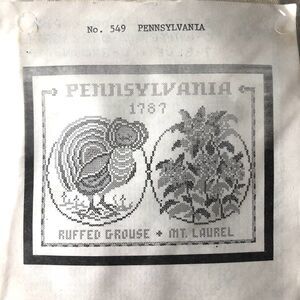 No. 549 PENNSYLVANIA
PENNSYLVANIA
1787
RUFFED GROUSE + MT. LAUREL